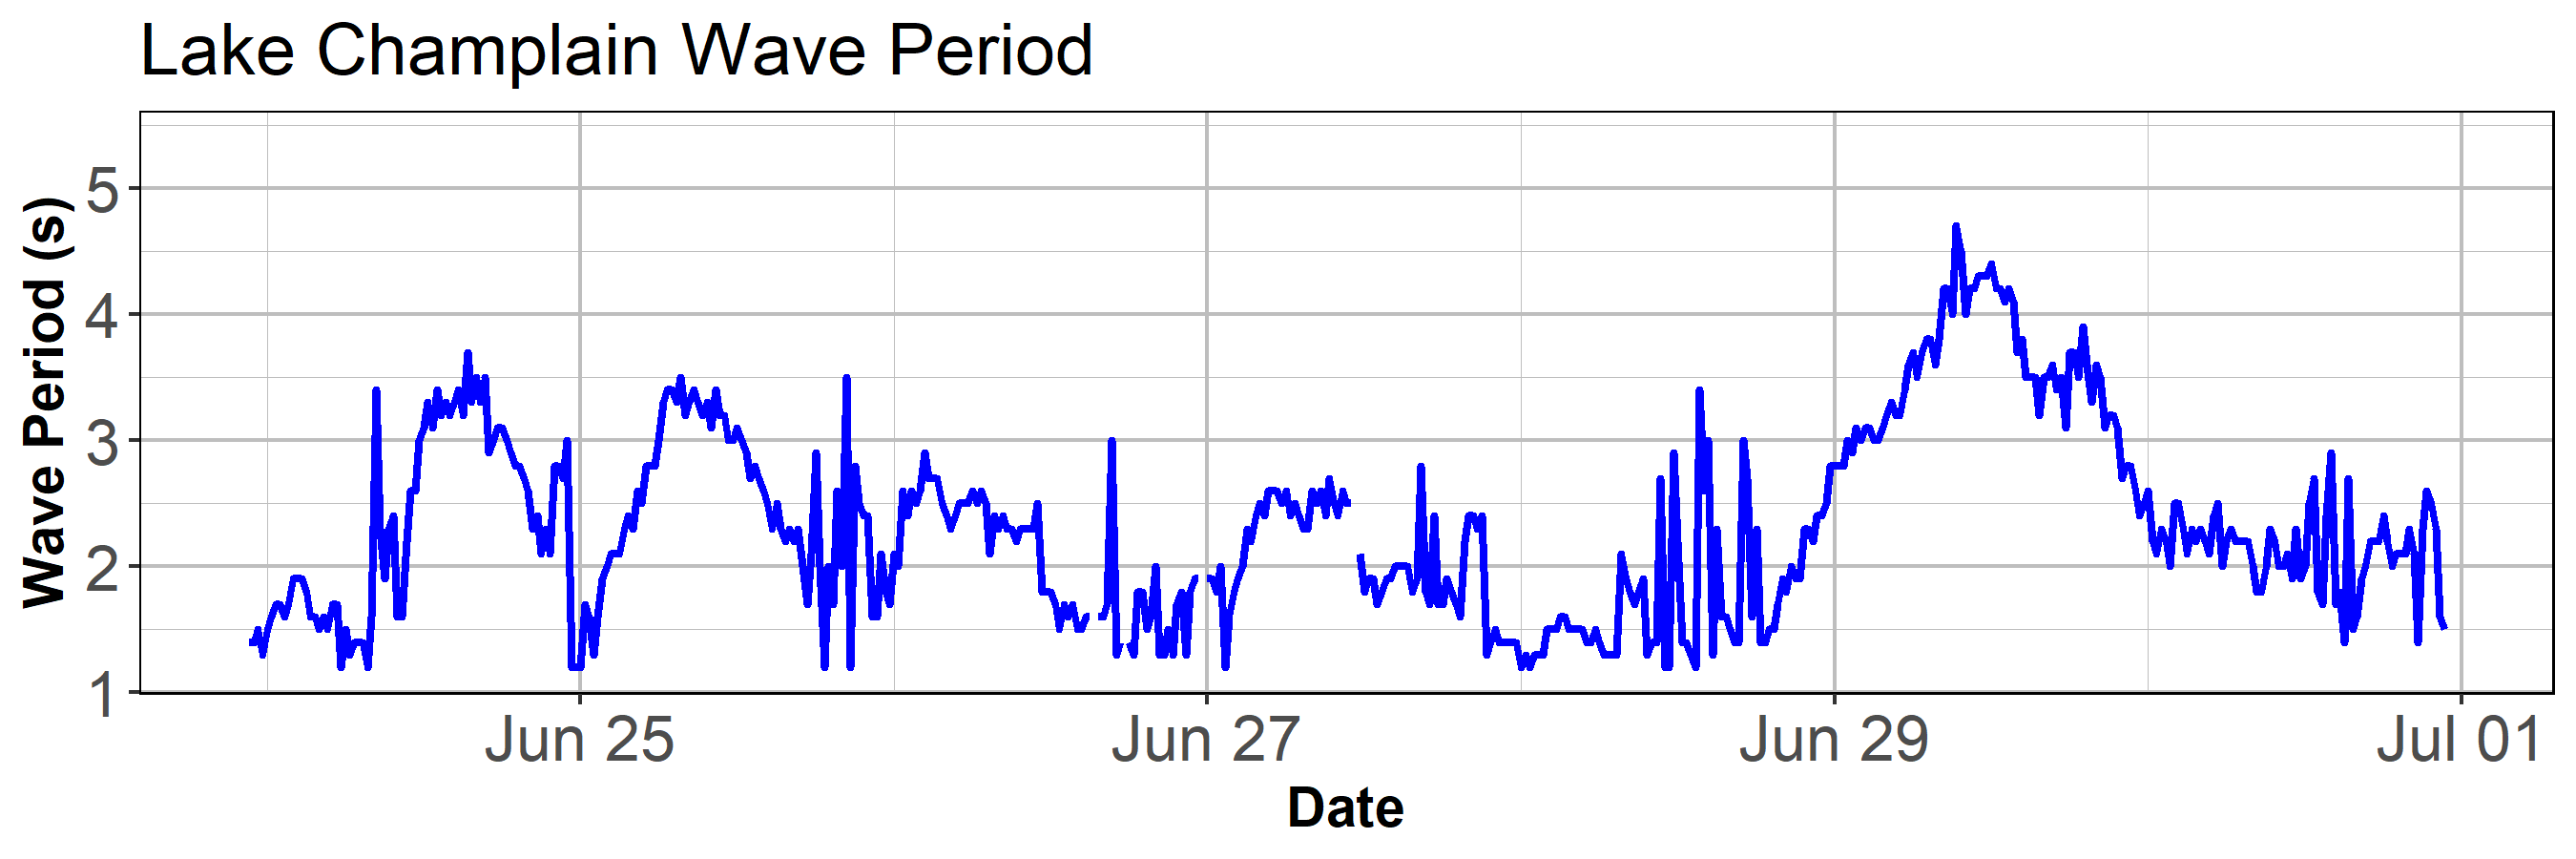 Lake Champlain Wave Period
Wave Period (s)
5
4
3
2
1
Jun 25
Jun 27
Jun 29
Jul 01
Date